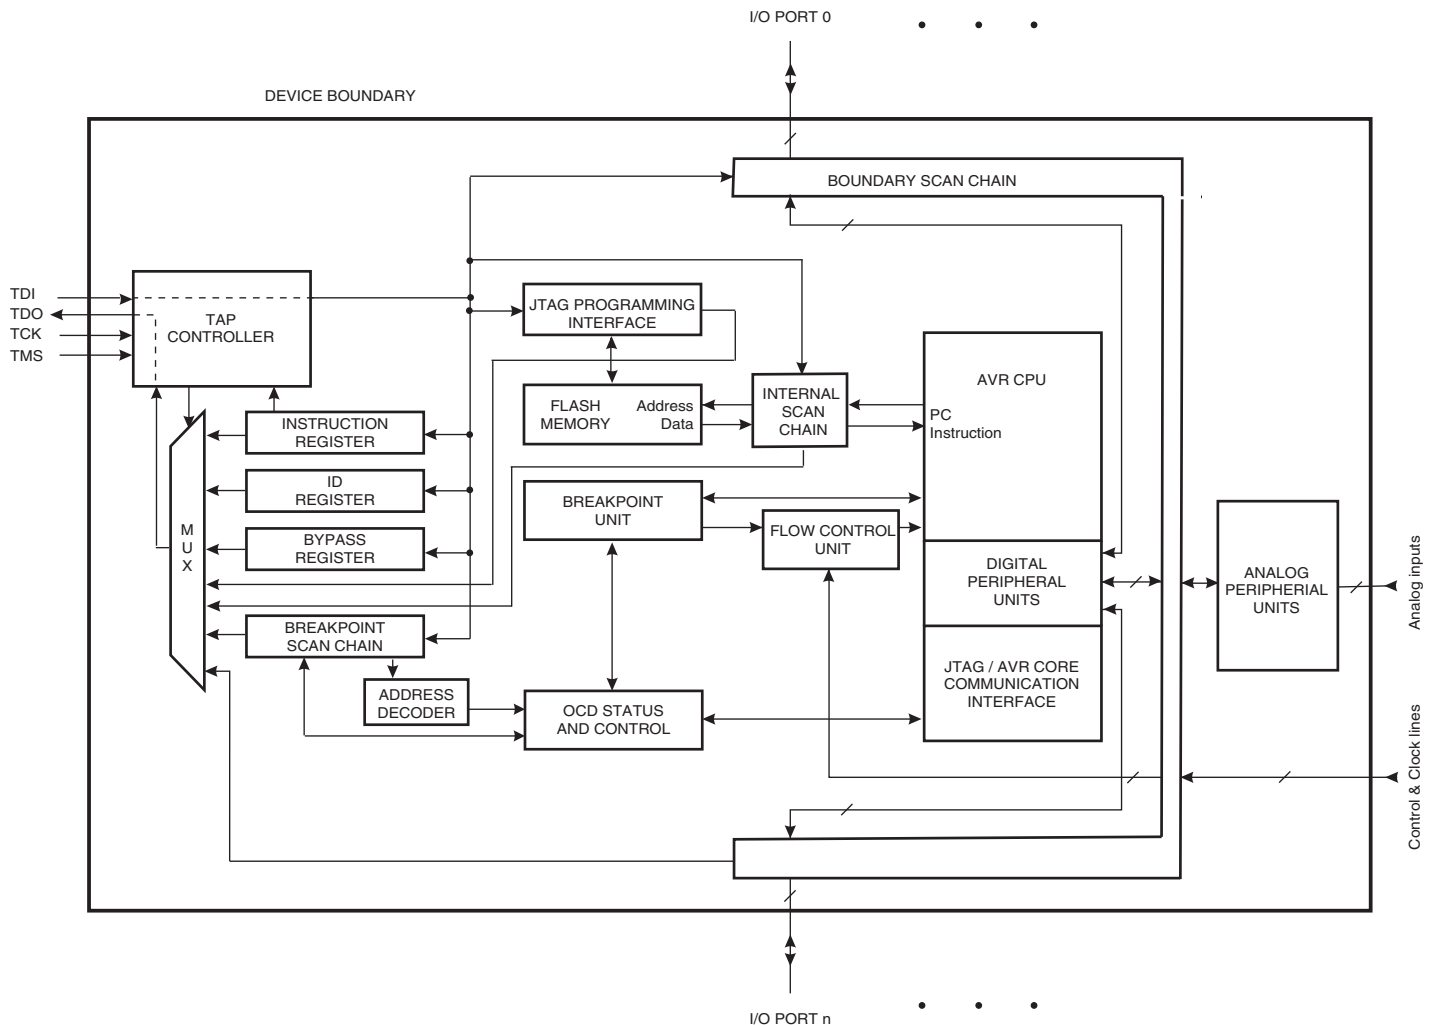 I/O PORT 0
DEVICE BOUNDARY
BOUNDARY SCAN CHAIN
TDI
TDO
TCK
TMS
TAP
CONTROLLER
JTAG PROGRAMMING
INTERFACE
AVR CPU
FLASH
MEMORY
Address
Data
INTERNAL
SCAN
CHAIN
PC
Instruction
INSTRUCTION
REGISTER
ID
REGISTER
BREAKPOINT
UNIT
FLOW CONTROL
UNIT
M
U
X
BYPASS
REGISTER
DIGITAL
PERIPHERAL
UNITS
ANALOG
PERIPHERIAL
UNITS
Analog inputs
BREAKPOINT
SCAN CHAIN
JTAG / AVR CORE
COMMUNICATION
INTERFACE
ADDRESS
DECODER
OCD STATUS
AND CONTROL
Control & Clock lines
I/O PORT n